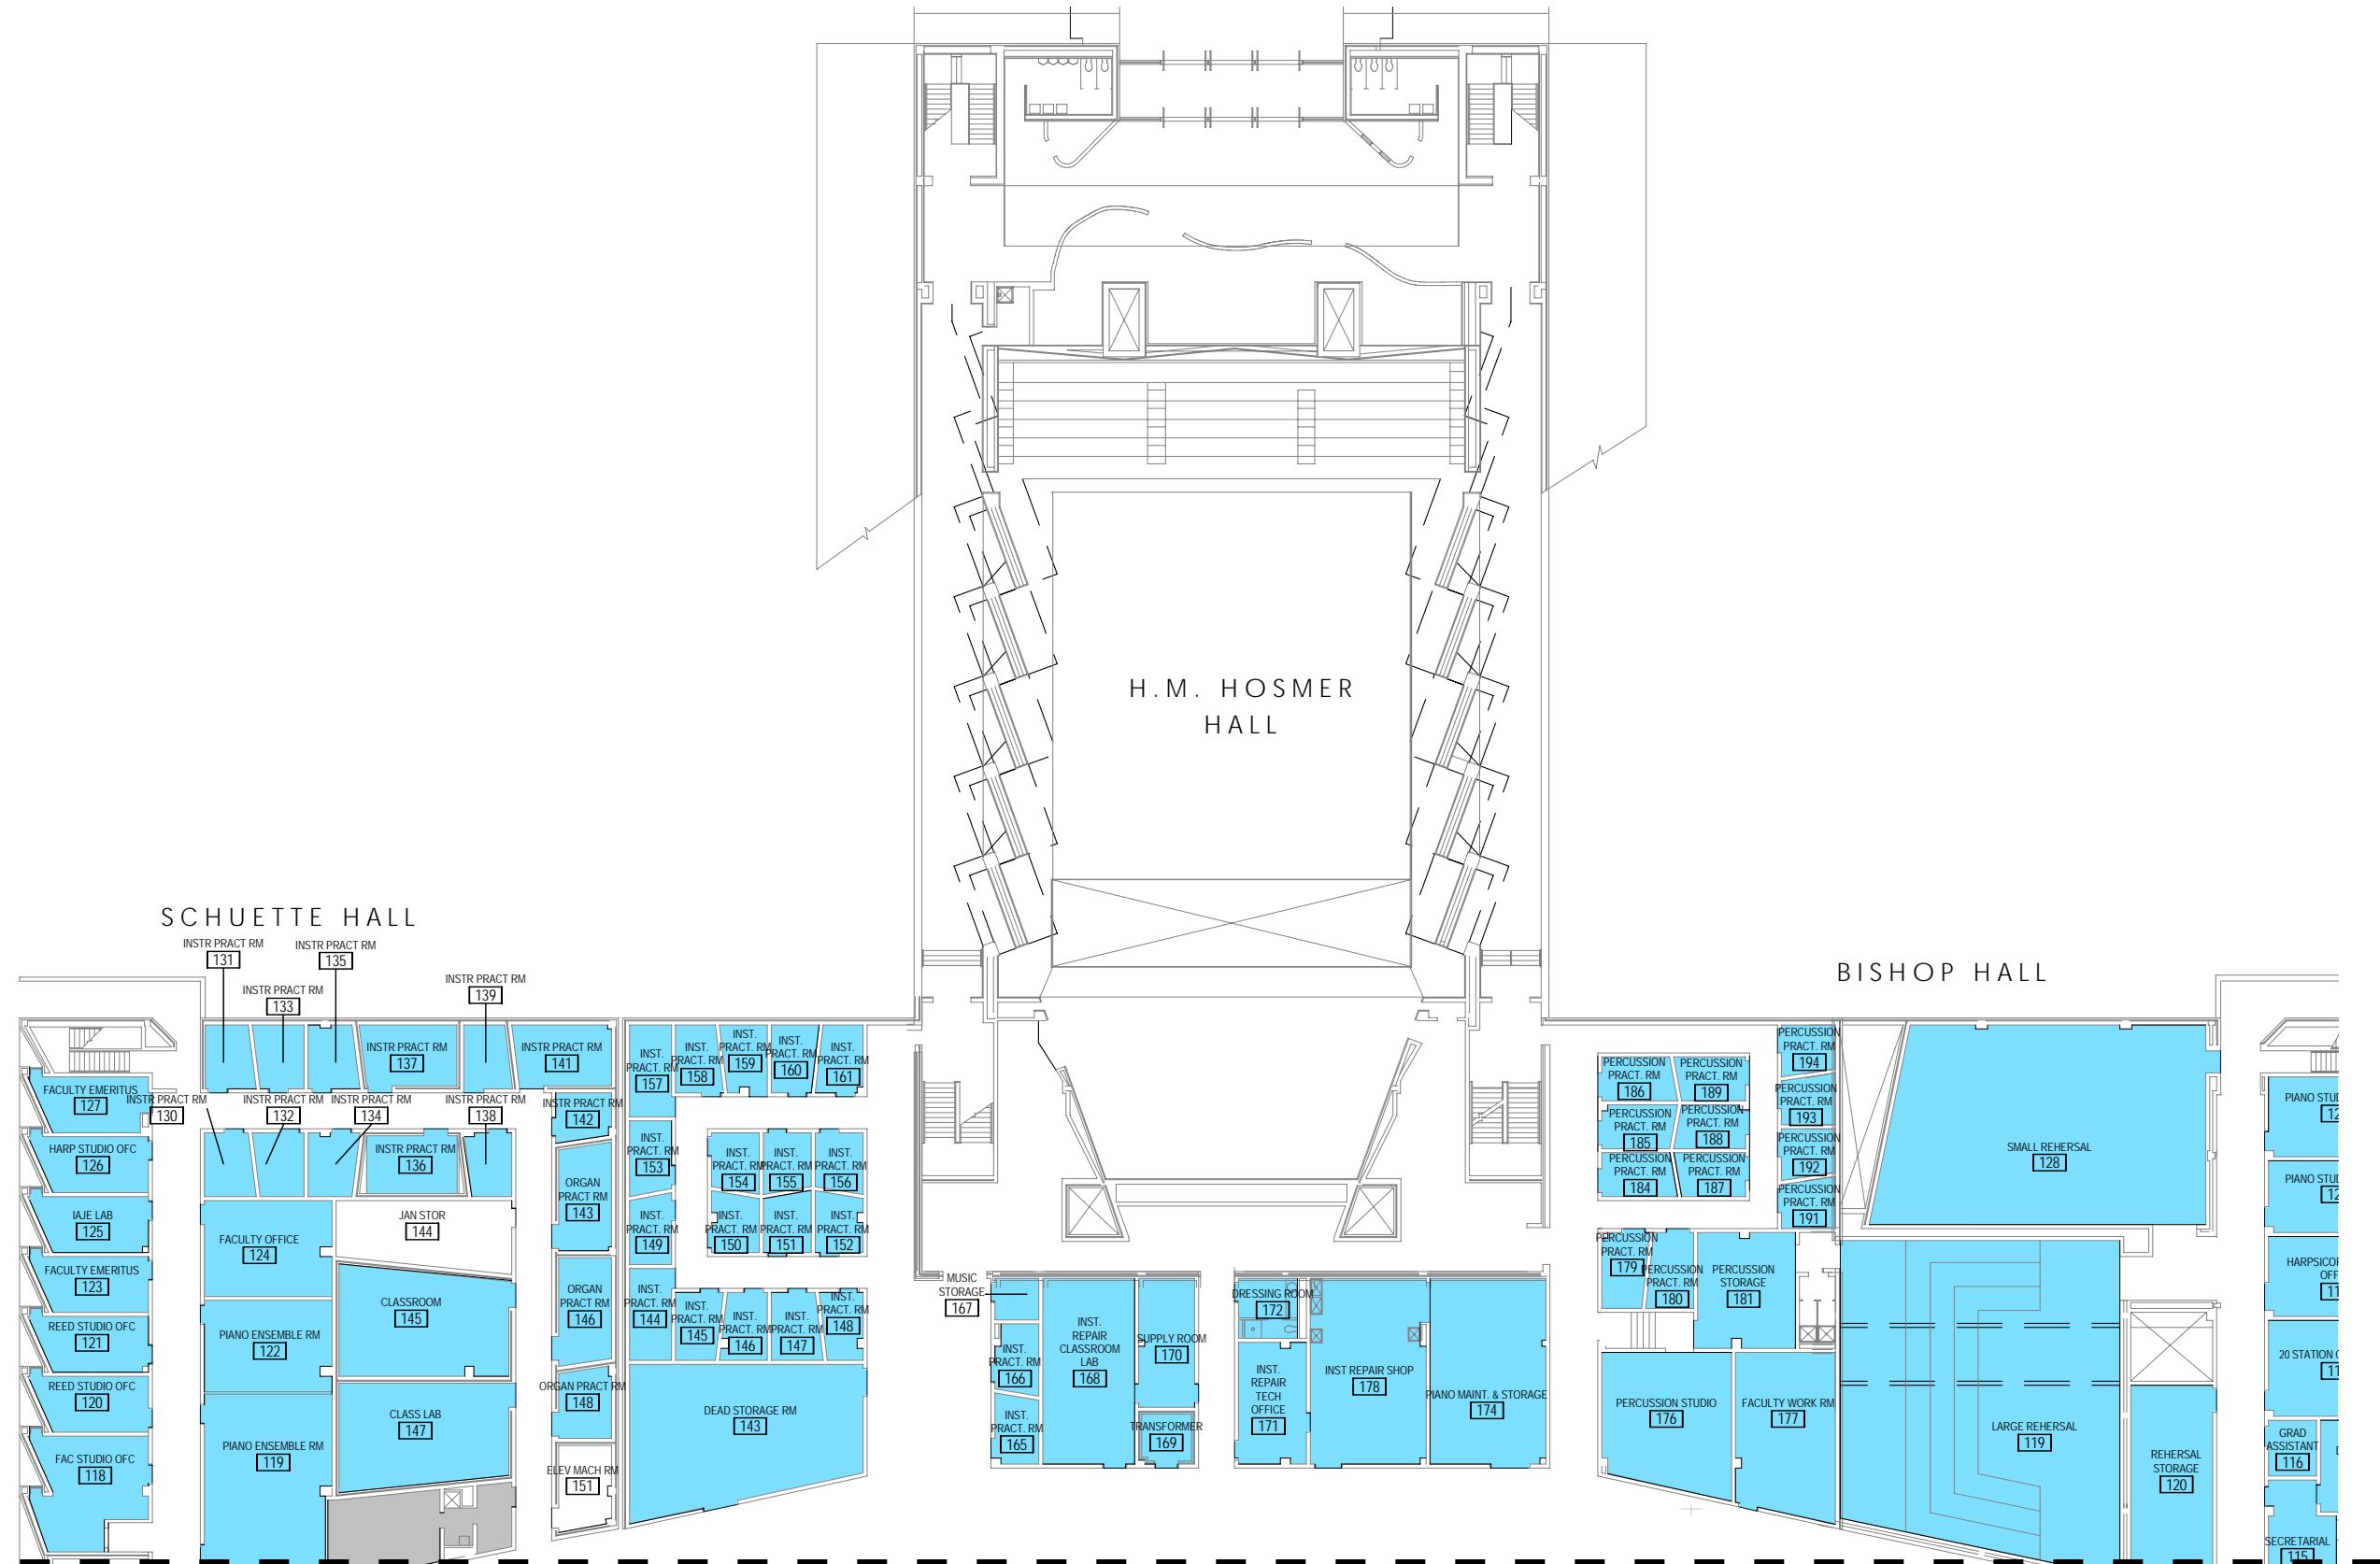 H.M. HOSMER
HALL
SCHUETTE HALL
BISHOP HALL
INSTR PRACT RM
131
INSTR PRACT RM
135
INSTR PRACT RM
133
INSTR PRACT RM
139
INSTR PRACT RM
137
INSTR PRACT RM
141
FACULTY EMERITUS
127
INSTR PRACT RM
130
INSTR PRACT RM
132
INSTR PRACT RM
134
INSTR PRACT RM
138
INSTR PRACT RM
142
HARP STUDIO OFC
126
INSTR PRACT RM
136
IAJE LAB
125
JAN STOR
144
ORGAN
PRACT RM
143
FACULTY OFFICE
124
FACULTY EMERITUS
123
CLASSROOM
145
ORGAN
PRACT RM
146
REED STUDIO OFC
121
PIANO ENSEMBLE RM
122
REED STUDIO OFC
120
CLASS LAB
147
ORGAN PRACT RM
148
FAC STUDIO OFC
118
PIANO ENSEMBLE RM
119
ELEV MACH RM
151
INST.
PRACT. RM
157
INST.
PRACT. RM
158
INST.
PRACT. RM
159
INST.
PRACT. RM
160
INST.
PRACT. RM
161
INST.
PRACT. RM
153
INST.
PRACT. RM
154
INST.
PRACT. RM
155
INST.
PRACT. RM
156
INST.
PRACT. RM
149
INST.
PRACT. RM
150
INST.
PRACT. RM
151
INST.
PRACT. RM
152
INST.
PRACT. RM
144
INST.
PRACT. RM
145
INST.
PRACT. RM
146
INST.
PRACT. RM
147
INST.
PRACT. RM
148
DEAD STORAGE RM
143
MUSIC
STORAGE
167
INST.
PRACT. RM
166
INST.
PRACT. RM
165
INST.
REPAIR
CLASSROOM
LAB
168
SUPPLY ROOM
170
TRANSFORMER
169
DRESSING ROOM
172
INST.
REPAIR
TECH
OFFICE
171
INST REPAIR SHOP
178
PIANO MAINT. & STORAGE
174
PERCUSSION
PRACT. RM
186
PERCUSSION
PRACT. RM
189
PERCUSSION
PRACT. RM
194
PERCUSSION
PRACT. RM
185
PERCUSSION
PRACT. RM
188
PERCUSSION
PRACT. RM
193
PERCUSSION
PRACT. RM
184
PERCUSSION
PRACT. RM
187
PERCUSSION
PRACT. RM
192
PERCUSSION
PRACT. RM
191
PERCUSSION
PRACT. RM
179
PERCUSSION
PRACT. RM
180
PERCUSSION
STORAGE
181
PERCUSSION STUDIO
176
FACULTY WORK RM
177
SMALL REHERSAL
128
LARGE REHERSAL
119
REHERSAL
STORAGE
120
PIANO
PIANO
20 STATION
GRAD
ASSISTANT
116
SECRETARIAL
115